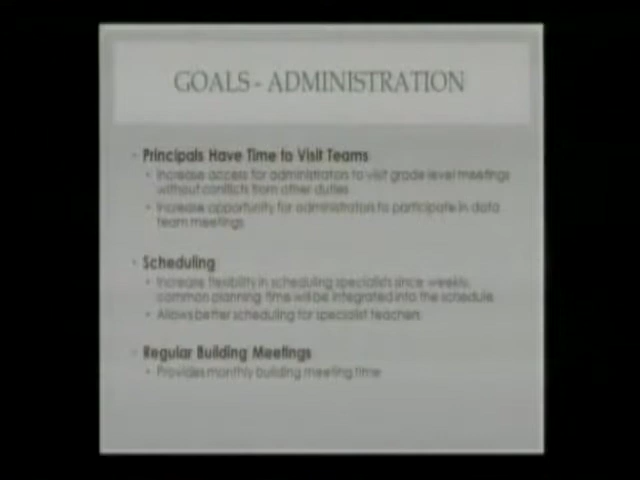 GOALS - ADMINISTRATION
Principals Have Time to Visit Teams
Increase access for administrators to visit grade level meetings
without conflicts from other duties
Increase opportunity for administrators to participate in data
team meetings
Scheduling
Increase flexibility in scheduling specialists since weekly,
common planning time will be integrated into the schedule
Allows better scheduling for specialist teachers
Regular Building Meetings
Provides monthly building meeting time